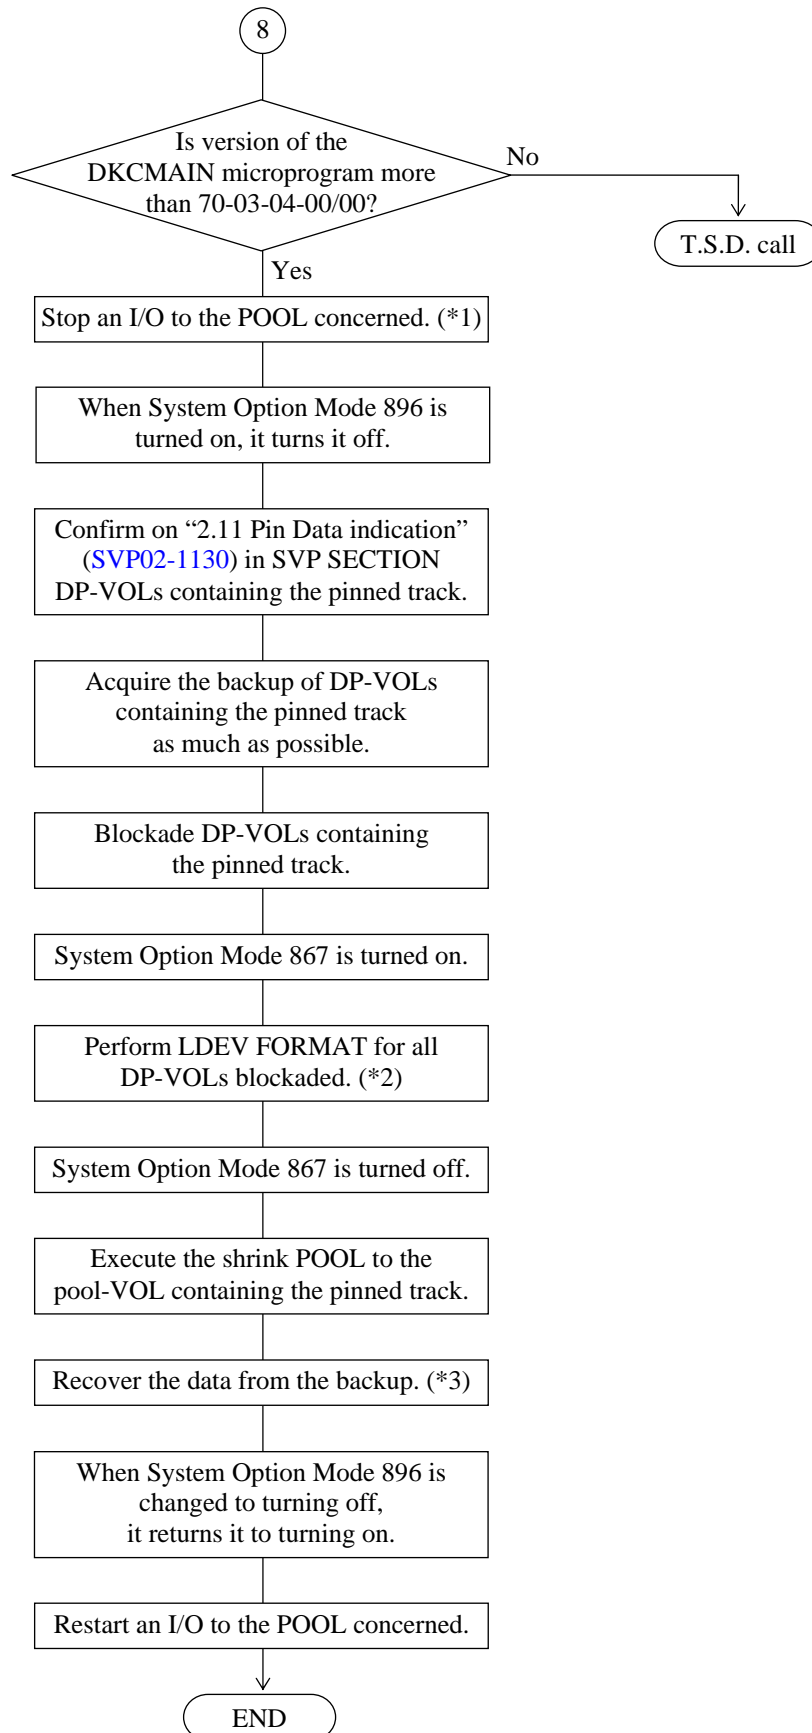 8
Is version of the
DKCMAIN microprogram more
than 70-03-04-00/00?
No
T.S.D. call
Yes
Stop an I/O to the POOL concerned. (*1)
When System Option Mode 896 is
turned on, it turns it off.
Confirm on “2.11 Pin Data indication”
(SVP02-1130) in SVP SECTION
DP-VOLs containing the pinned track.
Acquire the backup of DP-VOLs
containing the pinned track
as much as possible.
Blockade DP-VOLs containing
the pinned track.
System Option Mode 867 is turned on.
Perform LDEV FORMAT for all
DP-VOLs blockaded. (*2)
System Option Mode 867 is turned off.
Execute the shrink POOL to the
pool-VOL containing the pinned track.
Recover the data from the backup. (*3)
When System Option Mode 896 is
changed to turning off,
it returns it to turning on.
Restart an I/O to the POOL concerned.
END